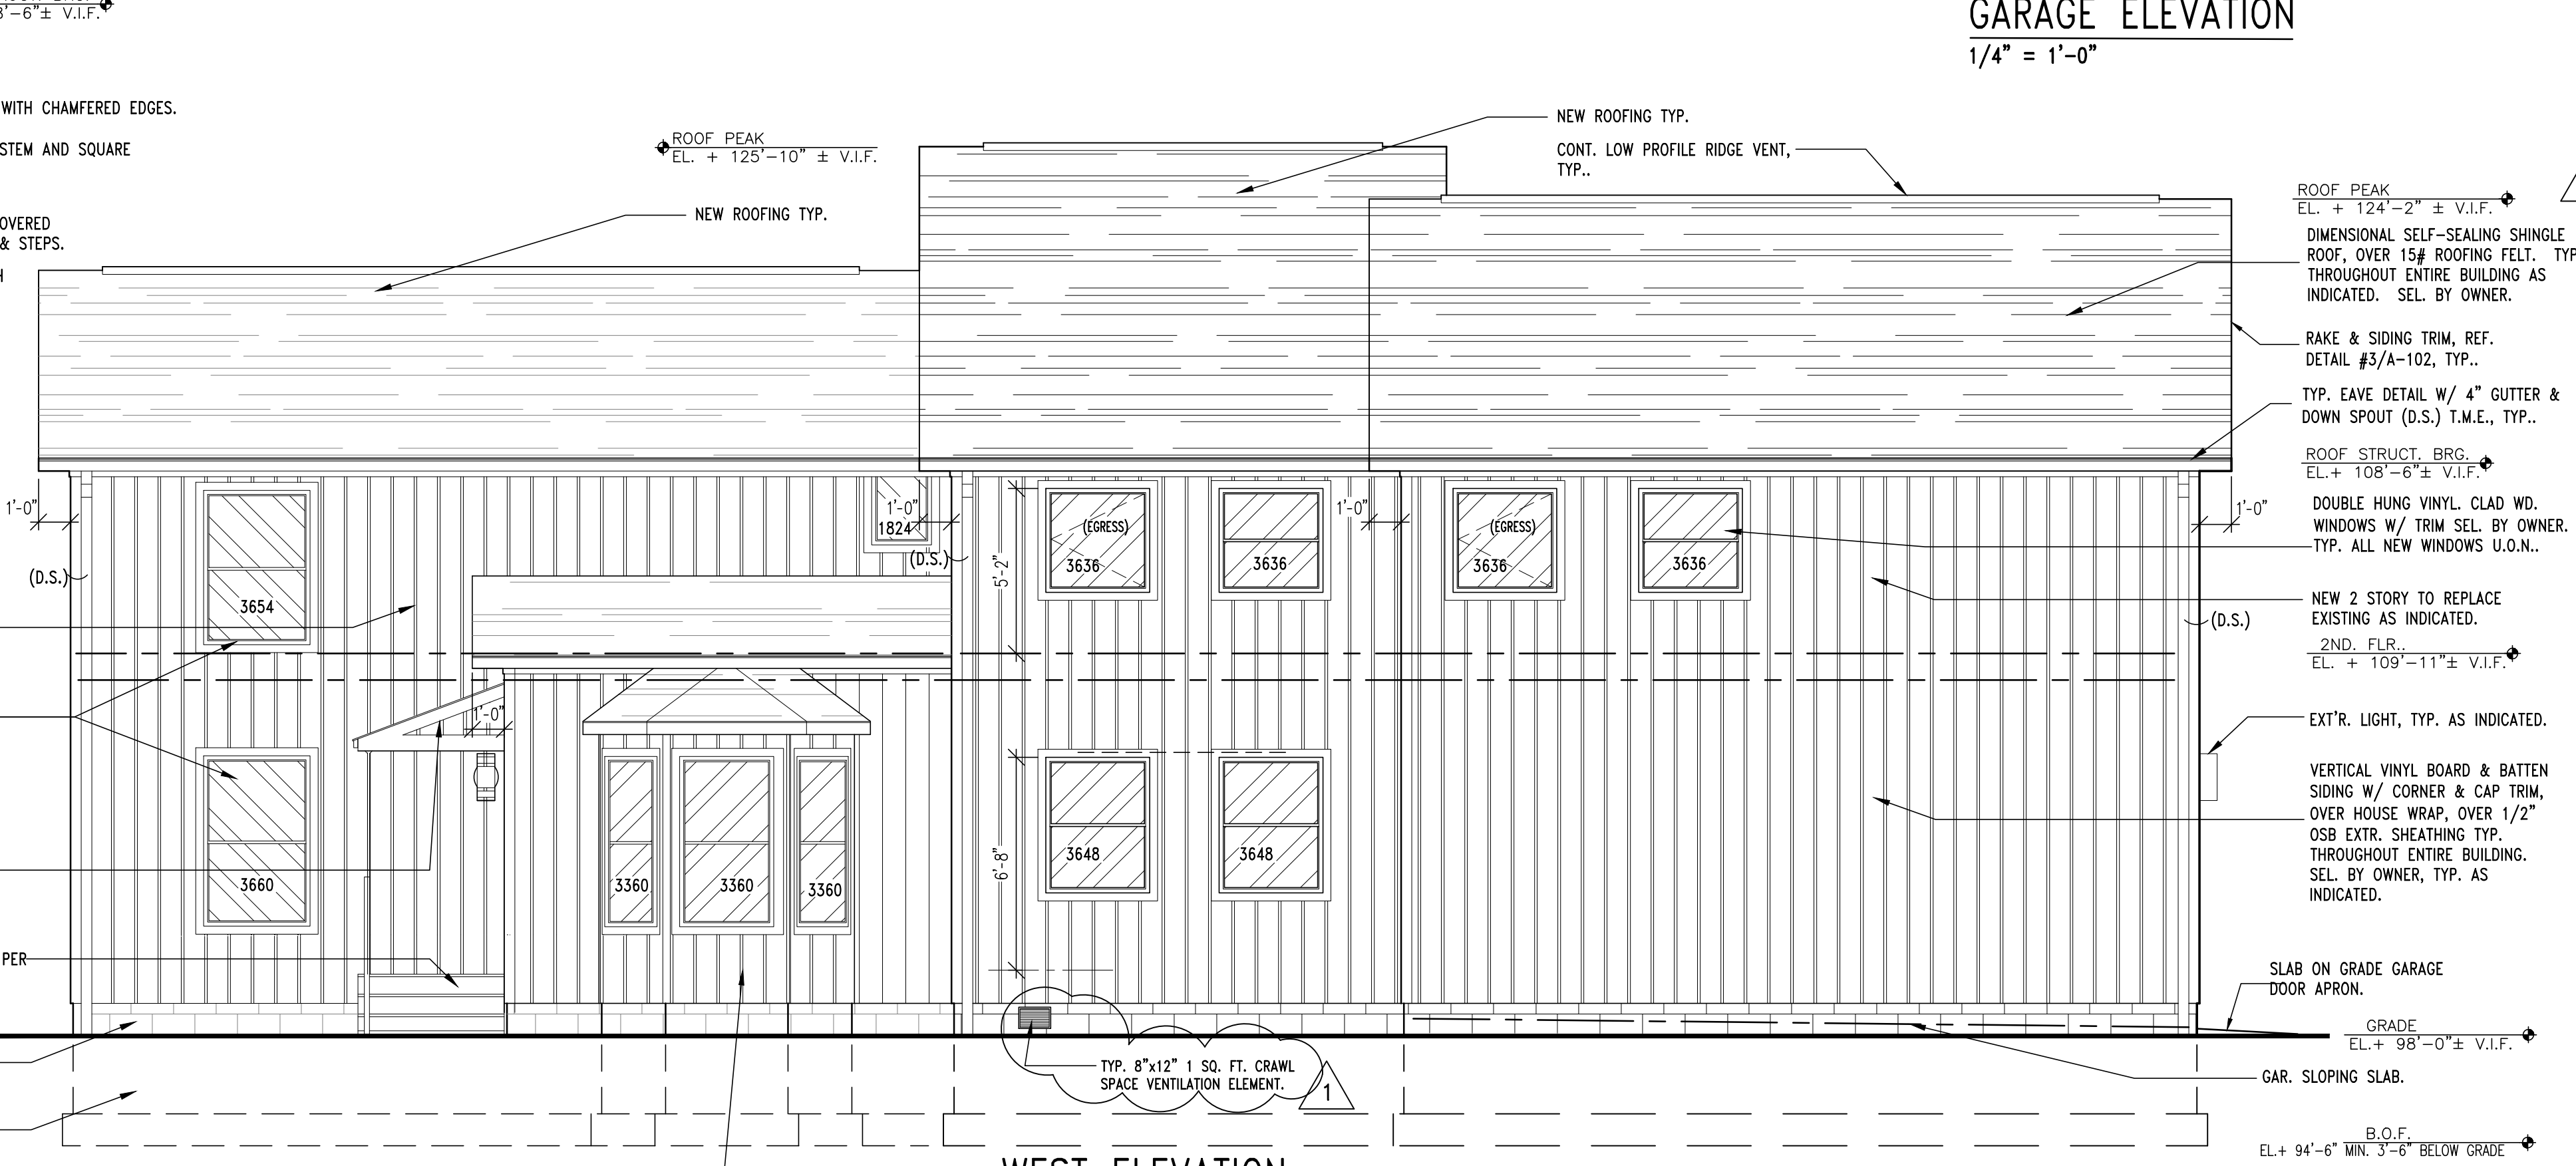 GARAGE ELEVATION
1/4" = 1'-0"
8'-6"± V.I.F.
WITH CHAMFERED EDGES.
STEM AND SQUARE
OVERED
& STEPS.
H
ROOF PEAK
EL. + 125'-10" ± V.I.F.
NEW ROOFING TYP.
NEW ROOFING TYP.
CONT. LOW PROFILE RIDGE VENT,
TYP..
ROOF PEAK
EL. + 124'-2" ± V.I.F.
DIMENSIONAL SELF-SEALING SHINGLE
ROOF, OVER 15# ROOFING FELT. TYP
THROUGHOUT ENTIRE BUILDING AS
INDICATED. SEL. BY OWNER.
RAKE & SIDING TRIM, REF.
DETAIL #3/A-102, TYP..
TYP. EAVE DETAIL W/ 4" GUTTER &
DOWN SPOUT (D.S.) T.M.E., TYP..
ROOF STRUCT. BRG.
EL.+ 108'-6"± V.I.F.
DOUBLE HUNG VINYL. CLAD WD.
WINDOWS W/ TRIM SEL. BY OWNER.
TYP. ALL NEW WINDOWS U.O.N..
NEW 2 STORY TO REPLACE
EXISTING AS INDICATED.
(D.S.)
2ND. FLR..
EL. + 109'-11"± V.I.F.
EXT'R. LIGHT, TYP. AS INDICATED.
VERTICAL VINYL BOARD & BATTEN
SIDING W/ CORNER & CAP TRIM,
OVER HOUSE WRAP, OVER 1/2"
OSB EXTR. SHEATHING TYP.
THROUGHOUT ENTIRE BUILDING.
SEL. BY OWNER, TYP. AS
INDICATED.
SLAB ON GRADE GARAGE
DOOR APRON.
GRADE
EL.+ 98'-0"± V.I.F.
GAR. SLOPING SLAB.
B.O.F.
EL.+ 94'-6" MIN. 3'-6" BELOW GRADE
1'-0"
1'-0"
1'-0"
1'-0"
1'-0"
(D.S.)
(D.S.)
1824
3654
(EGRESS)
3636
3636
(EGRESS)
3636
3636
5'-2"
6'-8"
3660
3360
3360
3360
3648
3648
PER
TYP. 8"x12" 1 SQ. FT. CRAWL
SPACE VENTILATION ELEMENT.
1
WEST ELEVATION